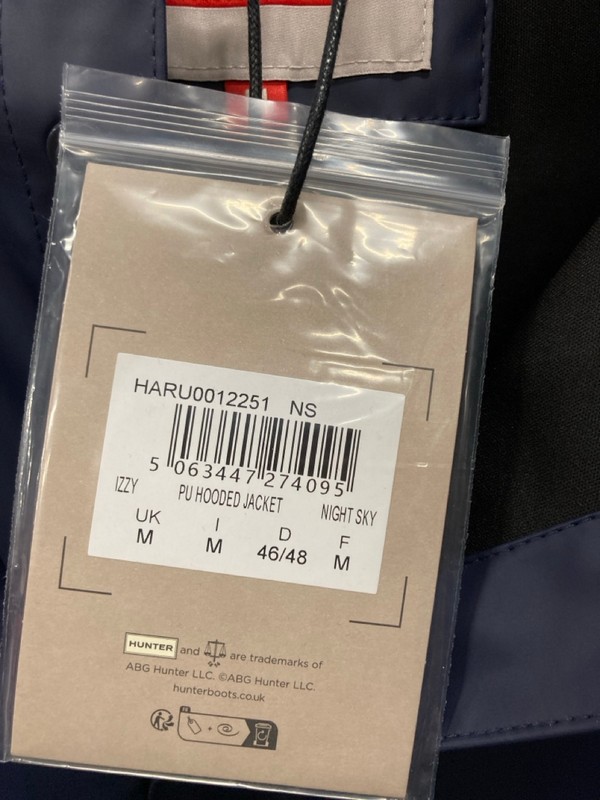 HARU0012251 NS
5 063447 274095
IZZY PU HOODED JACKET NIGHT SKY
UK I D F
M M 46/48 M
HUNTER and are trademarks of
ABG Hunter LLC. ©ABG Hunter LLC.
hunterboots.co.uk
FR